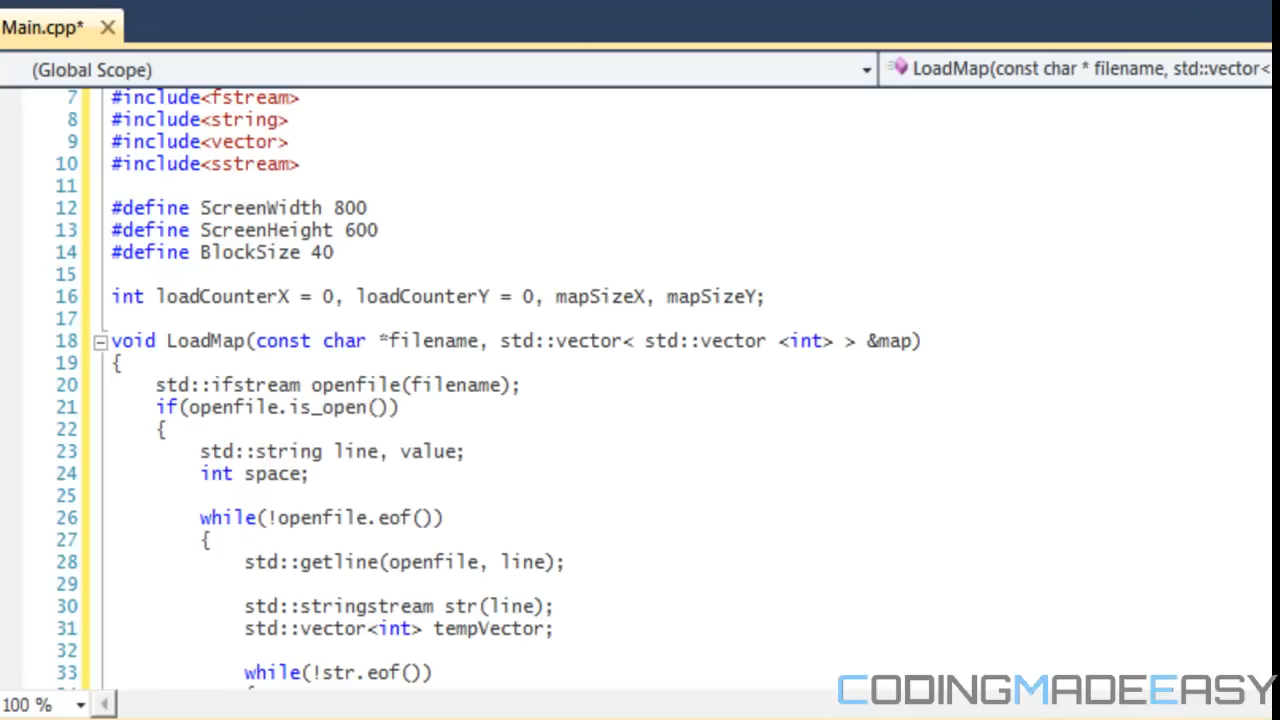 Main.cpp*
(Global Scope)
LoadMap(const char * filename, std::vector<
7 #include<fstream>
8 #include<string>
9 #include<vector>
10 #include<sstream>
11
12 #define ScreenWidth 800
13 #define ScreenHeight 600
14 #define BlockSize 40
15
16 int loadCounterX = 0, loadCounterY = 0, mapSizeX, mapSizeY;
17
18 void LoadMap(const char *filename, std::vector< std::vector <int> > &map)
19 {
20 std::ifstream openfile(filename);
21 if(openfile.is_open())
22 {
23 std::string line, value;
24 int space;
25
26 while(!openfile.eof())
27 {
28 std::getline(openfile, line);
29
30 std::stringstream str(line);
31 std::vector<int> tempVector;
32
33 while(!str.eof())
100 %
CODINGMADEEASY